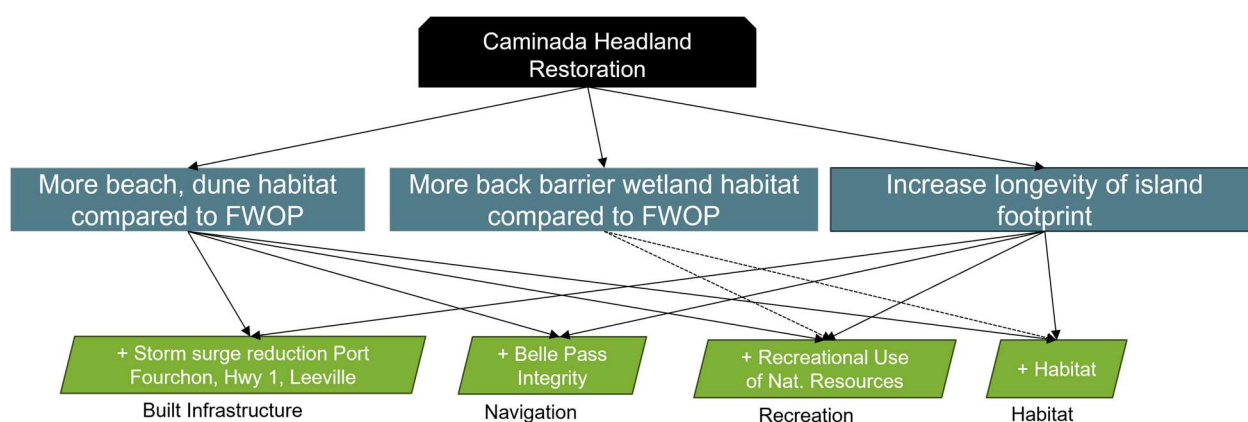 Caminada Headland
Restoration
More beach, dune habitat
compared to FWOP
More back barrier wetland habitat
compared to FWOP
Increase longevity of island
footprint
+ Storm surge reduction Port
Fourchon, Hwy 1, Leeville
+ Belle Pass
Integrity
+ Recreational Use
of Nat. Resources
+ Habitat
Built Infrastructure
Navigation
Recreation
Habitat